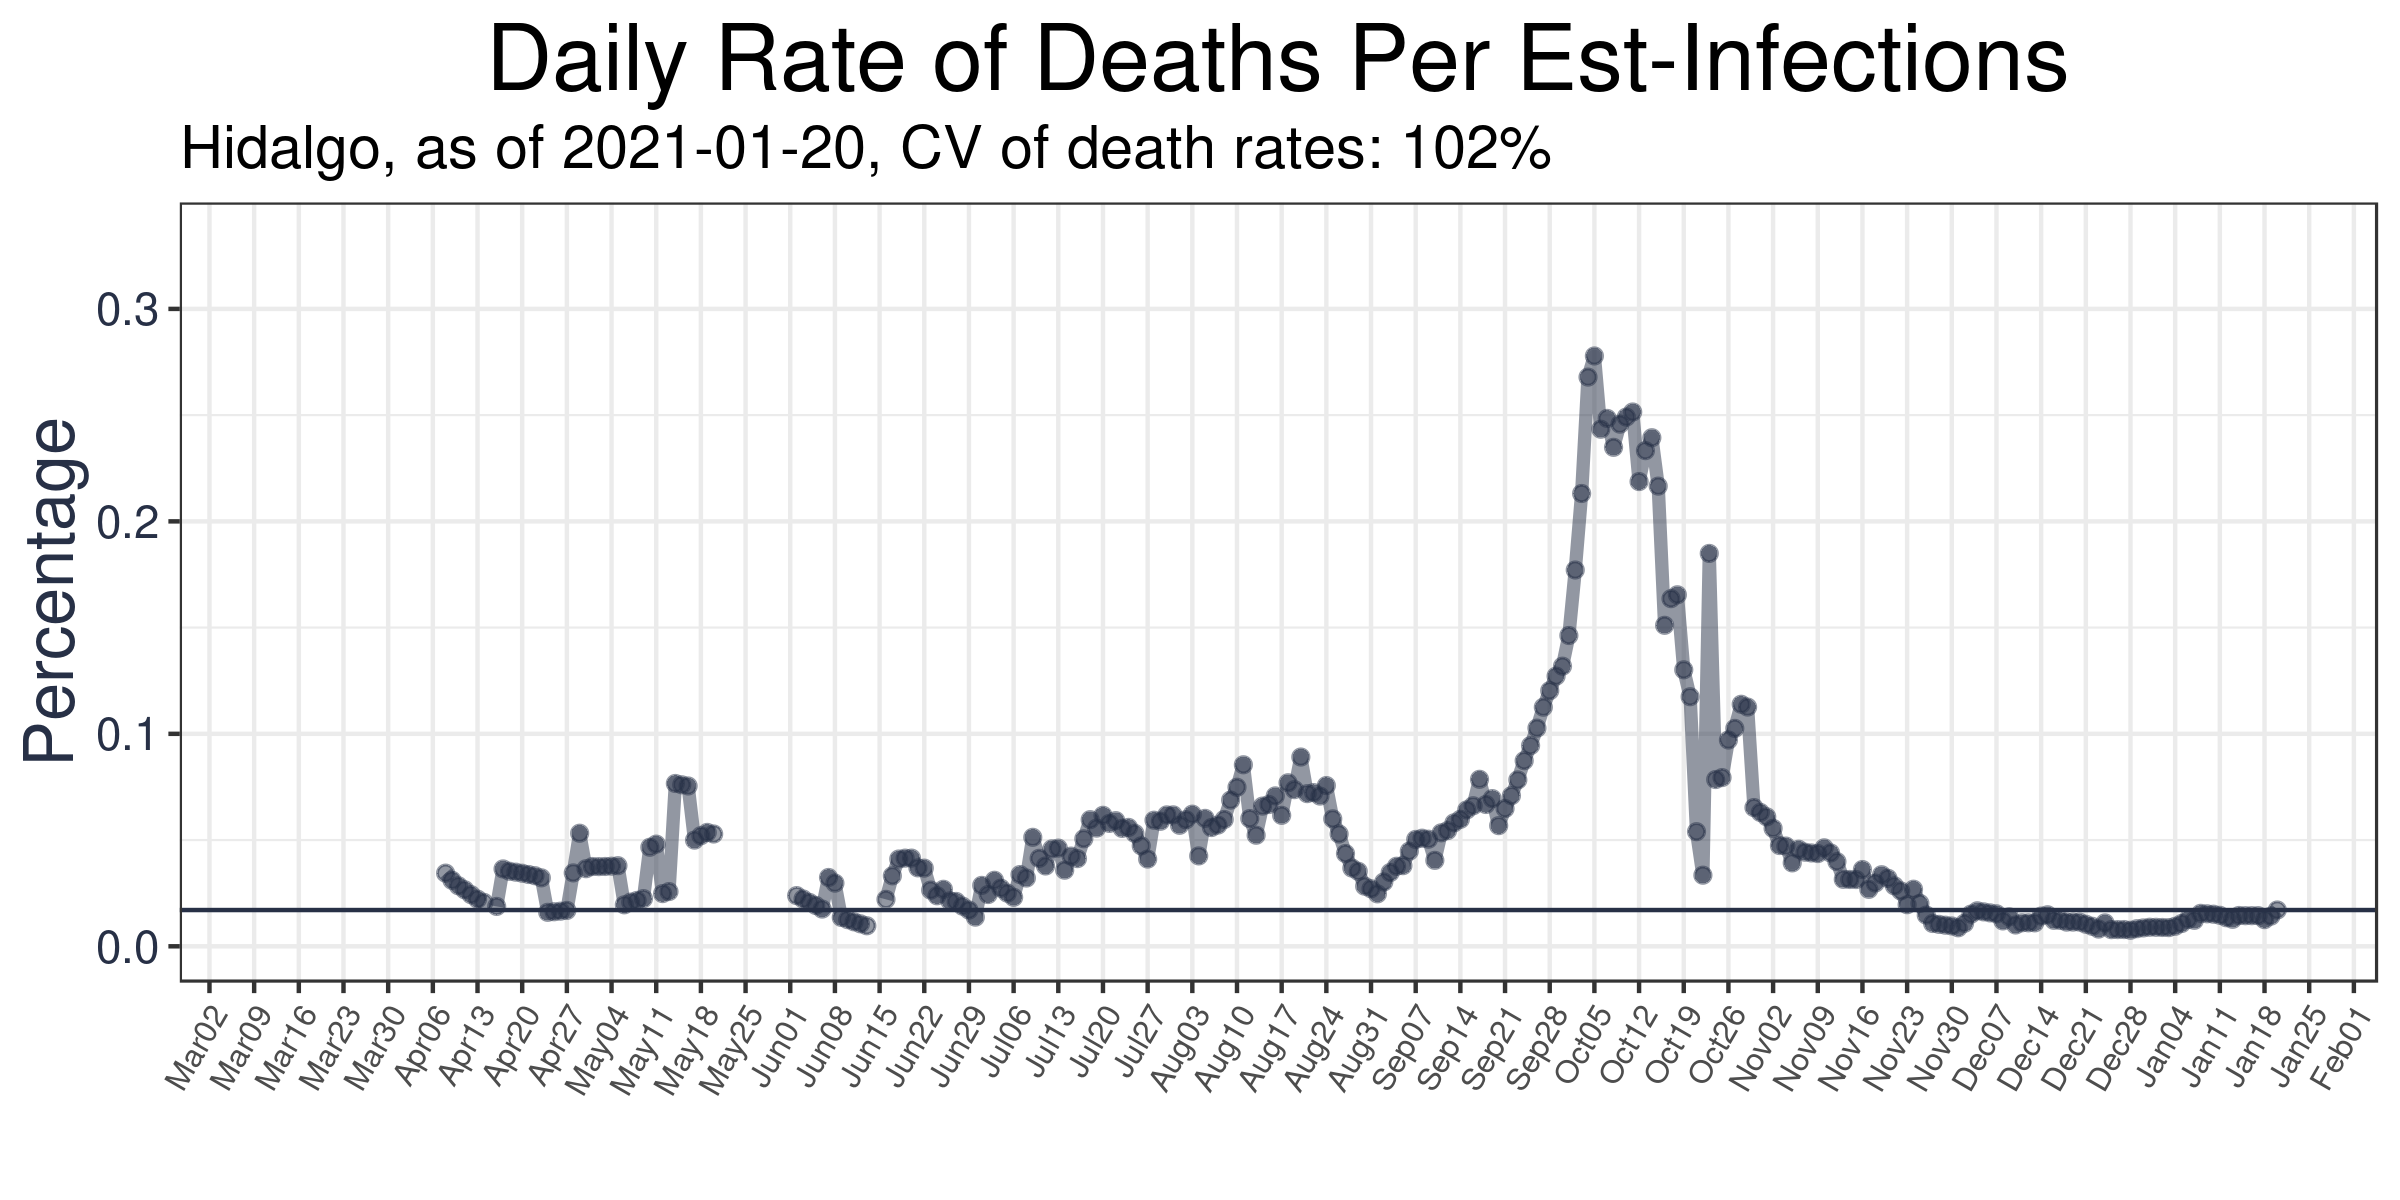 Daily Rate of Deaths Per Est-Infections
Hidalgo, as of 2021-01-20, CV of death rates: 102%
Percentage
0.3
0.2
0.1
0.0
Mar02 Mar09 Mar16 Mar23 Mar30 Apr06 Apr13 Apr20 Apr27 May04 May11 May18 May25 Jun01 Jun08 Jun15 Jun22 Jun29 Jul06 Jul13 Jul20 Jul27 Aug03 Aug10 Aug17 Aug24 Aug31 Sep07 Sep14 Sep21 Sep28 Oct05 Oct12 Oct19 Oct26 Nov02 Nov09 Nov16 Nov23 Nov30 Dec07 Dec14 Dec21 Dec28 Jan04 Jan11 Jan18 Jan25 Feb01